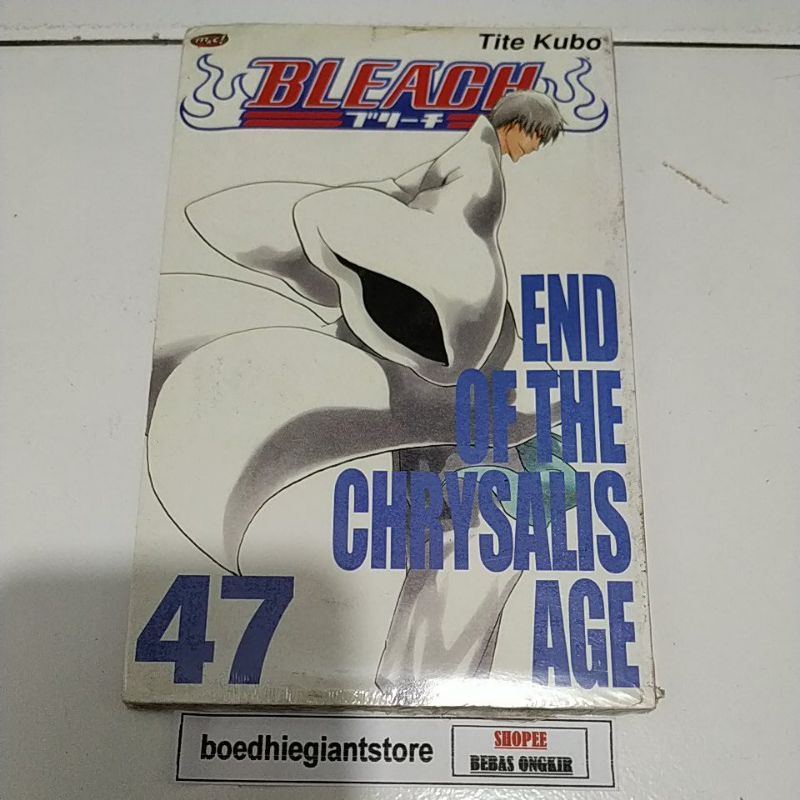 m&c!
Tite Kubo
BLEACH
ブリーチ
END
OF THE
CHRYSALIS
AGE
47
boedhiegiantstore
SHOPEE
BEBAS ONGKIR